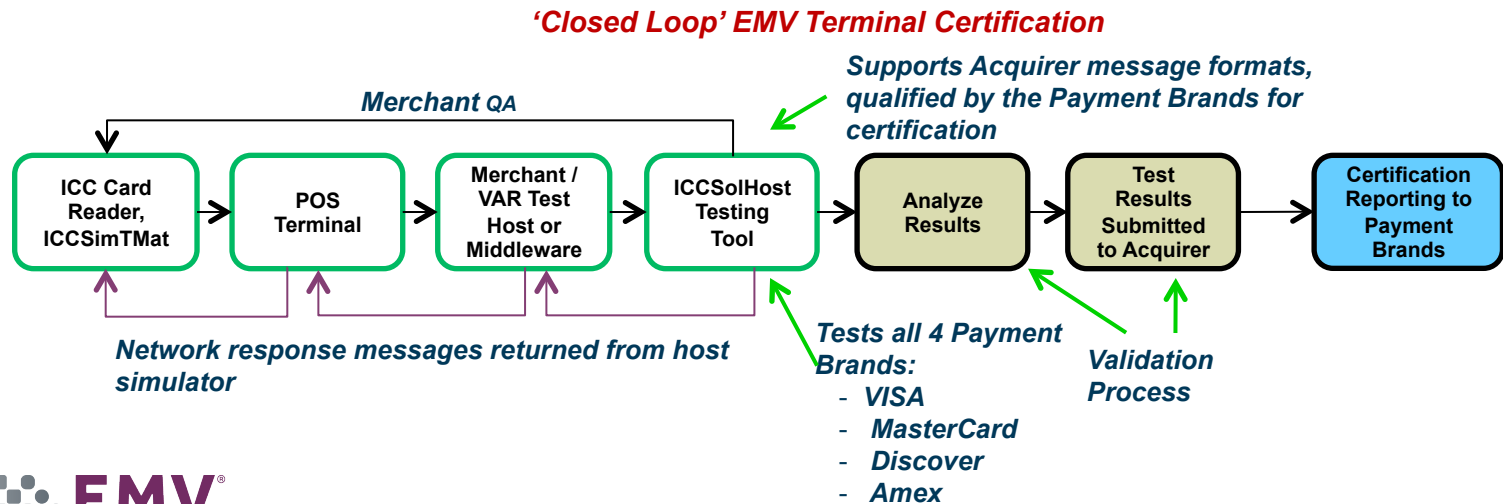 ‘Closed Loop’ EMV Terminal Certification
Supports Acquirer message formats,
qualified by the Payment Brands for
certification
Merchant QA
ICC Card
Reader,
ICCSimTMat
POS
Terminal
Merchant /
VAR Test
Host or
Middleware
ICCSolHost
Testing
Tool
Analyze
Results
Test
Results
Submitted
to Acquirer
Certification
Reporting to
Payment
Brands
Network response messages returned from host
simulator
Tests all 4 Payment
Brands:
- VISA
- MasterCard
- Discover
- Amex
Validation
Process
EMV®